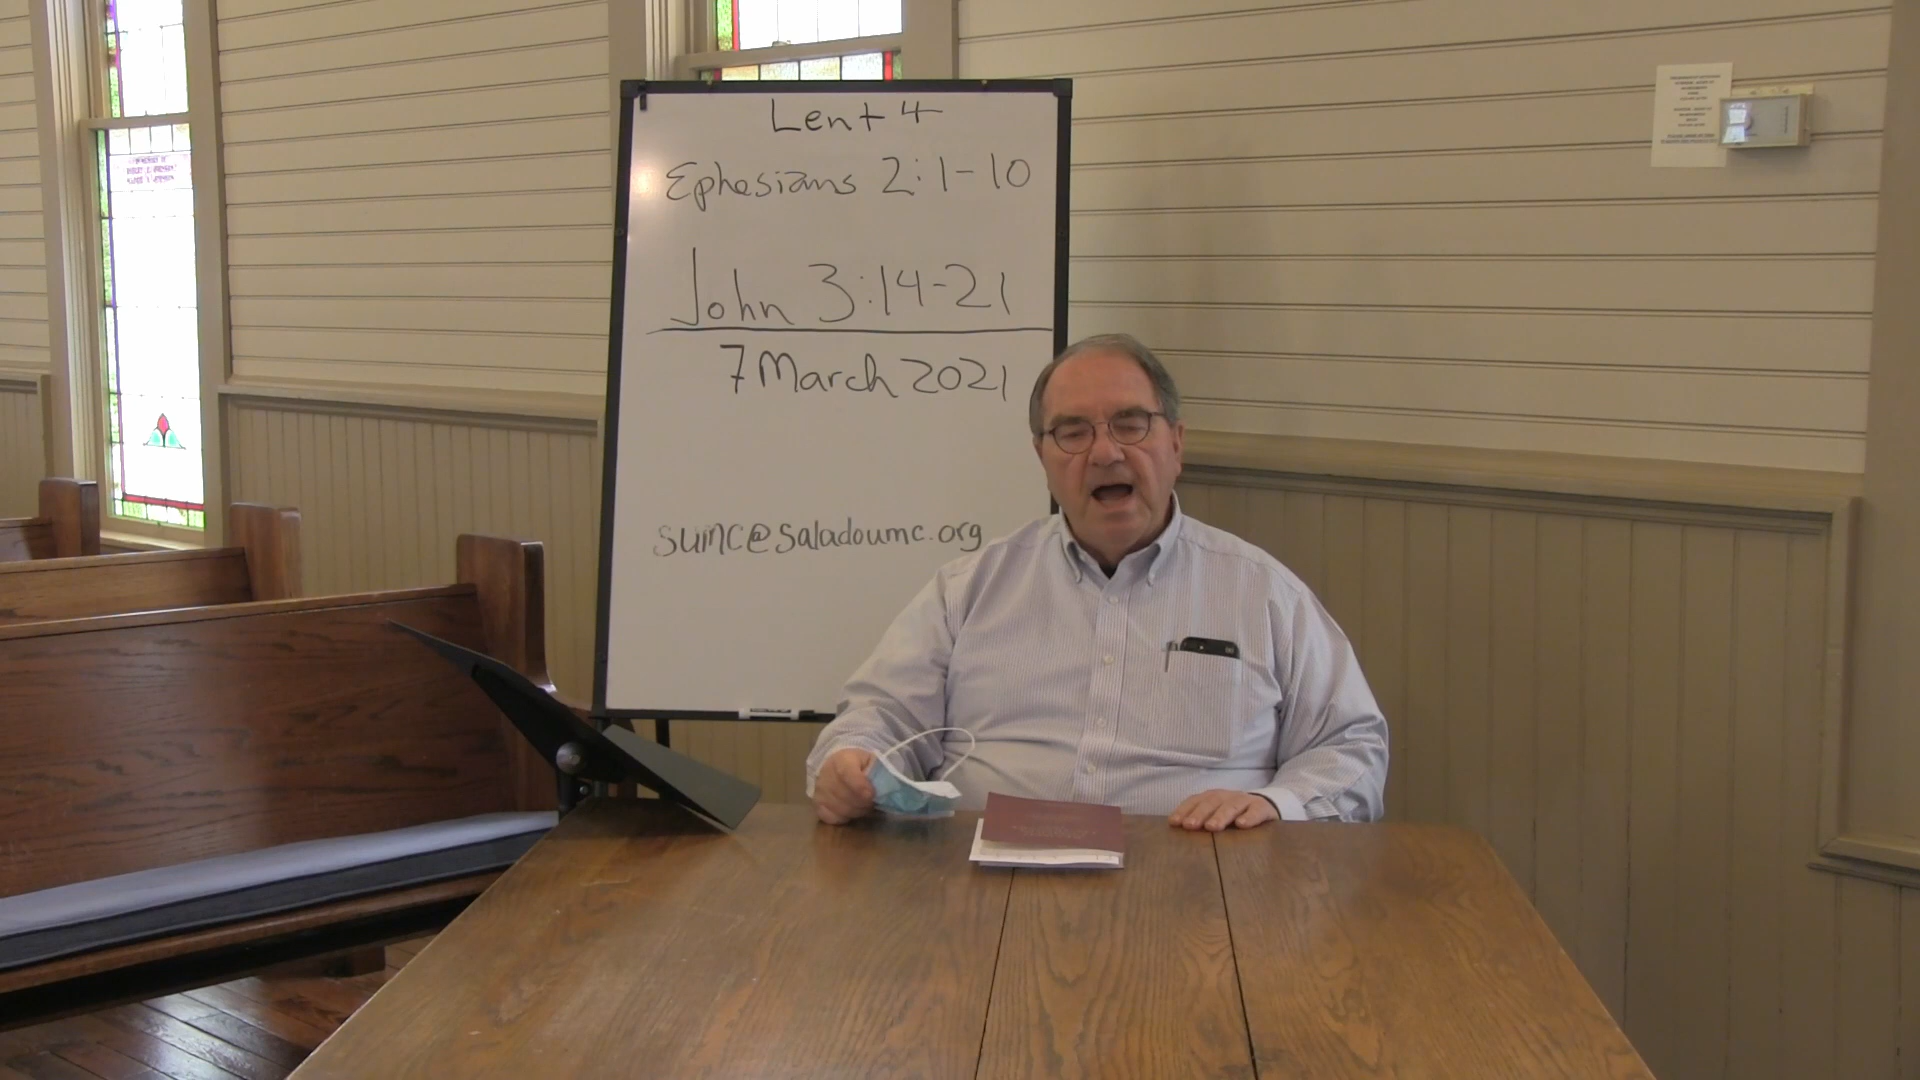 Lent 4
Ephesians 2:1-10
John 3:14-21
7 March 2021
sumc@saladoumc.org